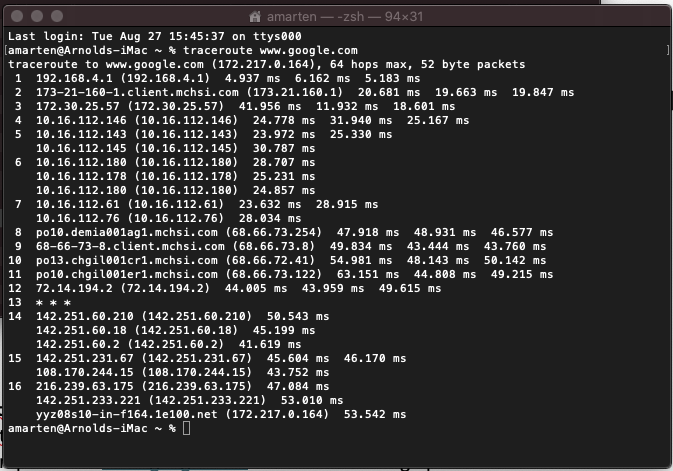 amarten — -zsh — 94×31
Last login: Tue Aug 27 15:45:37 on ttys000
[amarten@Arnolds-iMac ~ % traceroute www.google.com ]
traceroute to www.google.com (172.217.0.164), 64 hops max, 52 byte packets
1 192.168.4.1 (192.168.4.1) 4.937 ms 6.162 ms 5.183 ms
2 173-21-160-1.client.mchsi.com (173.21.160.1) 20.681 ms 19.663 ms 19.847 ms
3 172.30.25.57 (172.30.25.57) 41.956 ms 11.932 ms 18.601 ms
4 10.16.112.146 (10.16.112.146) 24.778 ms 31.940 ms 25.167 ms
5 10.16.112.143 (10.16.112.143) 23.972 ms 25.330 ms
10.16.112.145 (10.16.112.145) 30.787 ms
6 10.16.112.180 (10.16.112.180) 28.707 ms
10.16.112.178 (10.16.112.178) 25.231 ms
10.16.112.180 (10.16.112.180) 24.857 ms
7 10.16.112.61 (10.16.112.61) 23.632 ms 28.915 ms
10.16.112.76 (10.16.112.76) 28.034 ms
8 po10.demia001ag1.mchsi.com (68.66.73.254) 47.918 ms 48.931 ms 46.577 ms
9 68-66-73-8.client.mchsi.com (68.66.73.8) 49.834 ms 43.444 ms 43.760 ms
10 po13.chgil001cr1.mchsi.com (68.66.72.41) 54.981 ms 48.143 ms 50.142 ms
11 po10.chgil001er1.mchsi.com (68.66.73.122) 63.151 ms 44.808 ms 49.215 ms
12 72.14.194.2 (72.14.194.2) 44.005 ms 43.959 ms 49.615 ms
13 * * *
14 142.251.60.210 (142.251.60.210) 50.543 ms
142.251.60.18 (142.251.60.18) 45.199 ms
142.251.60.2 (142.251.60.2) 41.619 ms
15 142.251.231.67 (142.251.231.67) 45.604 ms 46.170 ms
108.170.244.15 (108.170.244.15) 43.752 ms
16 216.239.63.175 (216.239.63.175) 47.084 ms
142.251.233.221 (142.251.233.221) 53.010 ms
yyz08s10-in-f164.1e100.net (172.217.0.164) 53.542 ms
amarten@Arnolds-iMac ~ %